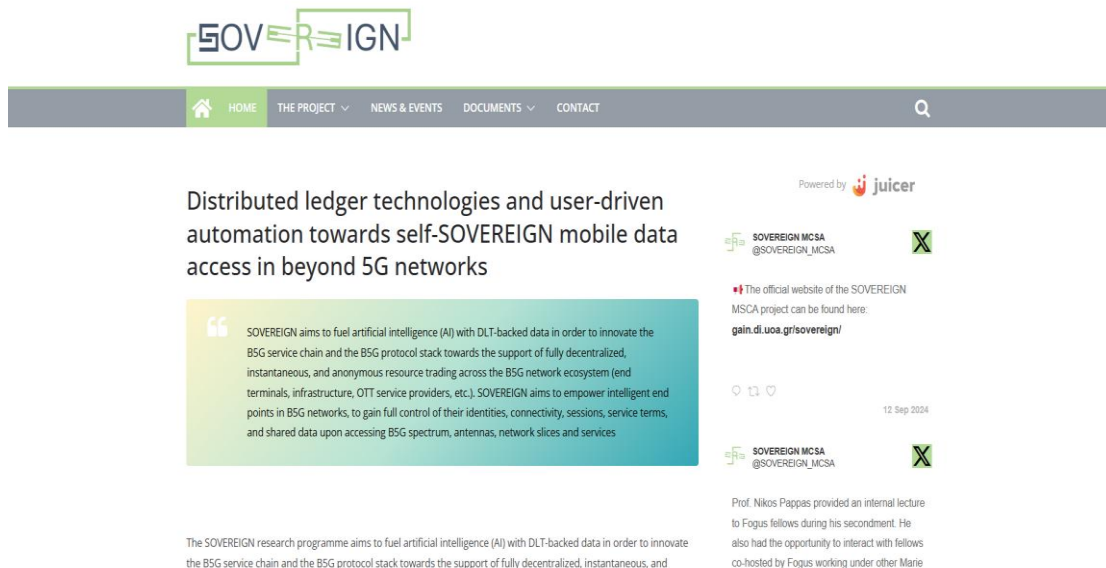 SOVEREIGN
HOME THE PROJECT NEWS & EVENTS DOCUMENTS CONTACT
Distributed ledger technologies and user-driven
automation towards self-SOVEREIGN mobile data
access in beyond 5G networks
SOVEREIGN aims to fuel artificial intelligence (AI) with DLT-backed data in order to innovate the
B5G service chain and the B5G protocol stack towards the support of fully decentralized,
instantaneous, and anonymous resource trading across the B5G network ecosystem (end
terminals, infrastructure, OTT service providers, etc.). SOVEREIGN aims to empower intelligent end
points in B5G networks, to gain full control of their identities, connectivity, sessions, service terms,
and shared data upon accessing B5G spectrum, antennas, network slices and services
The SOVEREIGN research programme aims to fuel artificial intelligence (AI) with DLT-backed data in order to innovate
the B5G service chain and the B5G protocol stack towards the support of fully decentralized, instantaneous, and
Powered by juicer
SOVEREIGN MCSA
@SOVEREIGN_MCSA
The official website of the SOVEREIGN
MSCA project can be found here:
gain.di.uoa.gr/sovereign/
12 Sep 2024
SOVEREIGN MCSA
@SOVEREIGN_MCSA
Prof. Nikos Pappas provided an internal lecture
to Fogus fellows during his secondment. He
also had the opportunity to interact with fellows
co-hosted by Fogus working under other Marie